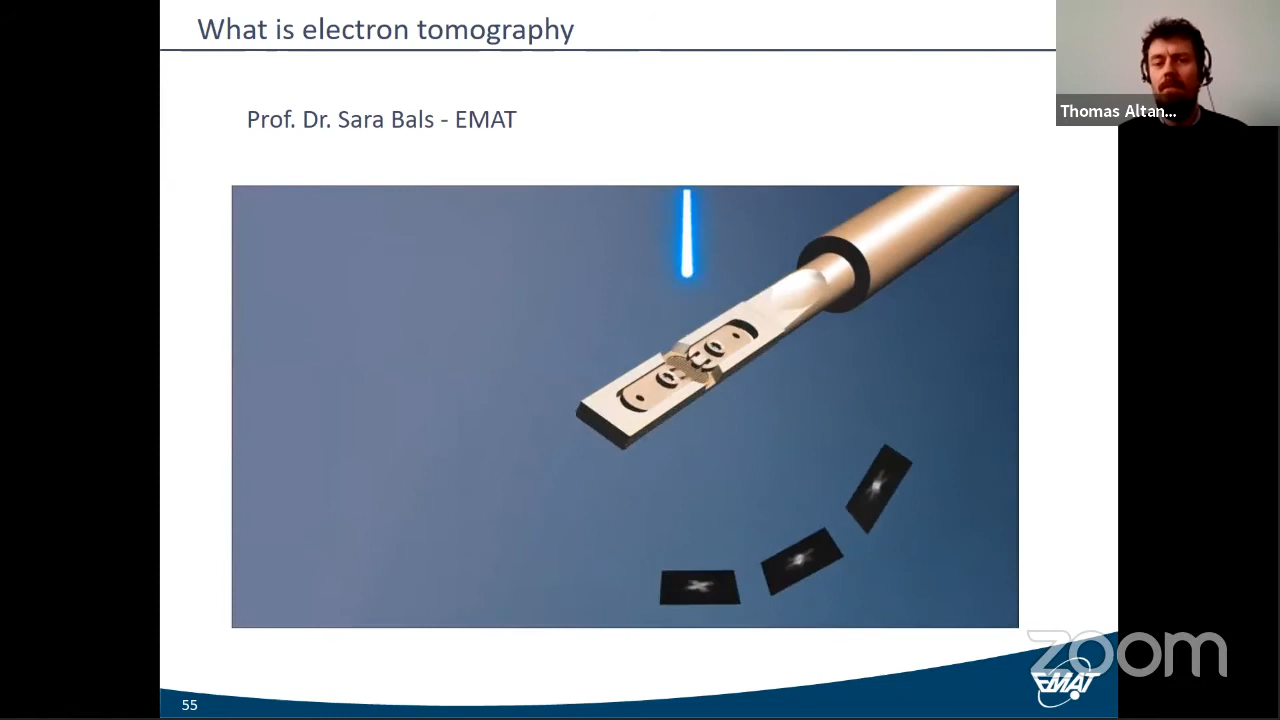 What is electron tomography
Thomas Altan...
Prof. Dr. Sara Bals - EMAT
zoom
EMAT
55